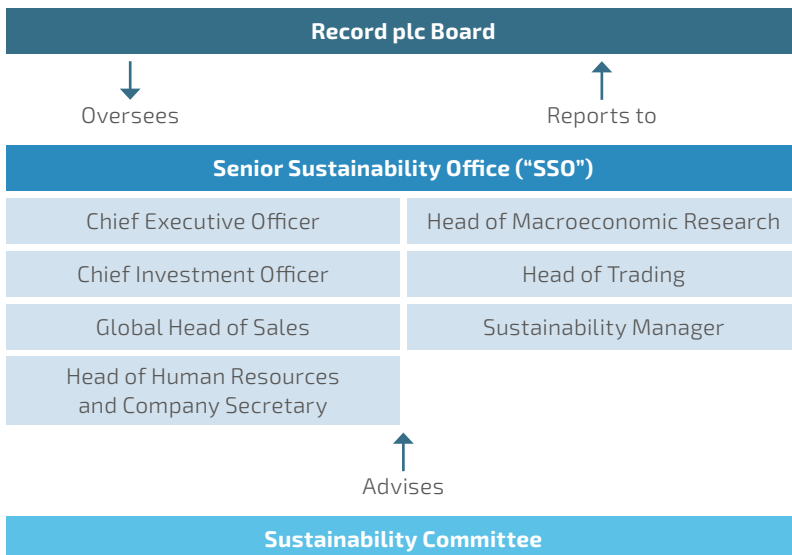 Record plc Board
Oversees
Reports to
Senior Sustainability Office (“SSO”)
Chief Executive Officer
Head of Macroeconomic Research
Chief Investment Officer
Head of Trading
Global Head of Sales
Sustainability Manager
Head of Human Resources
and Company Secretary
Advises
Sustainability Committee